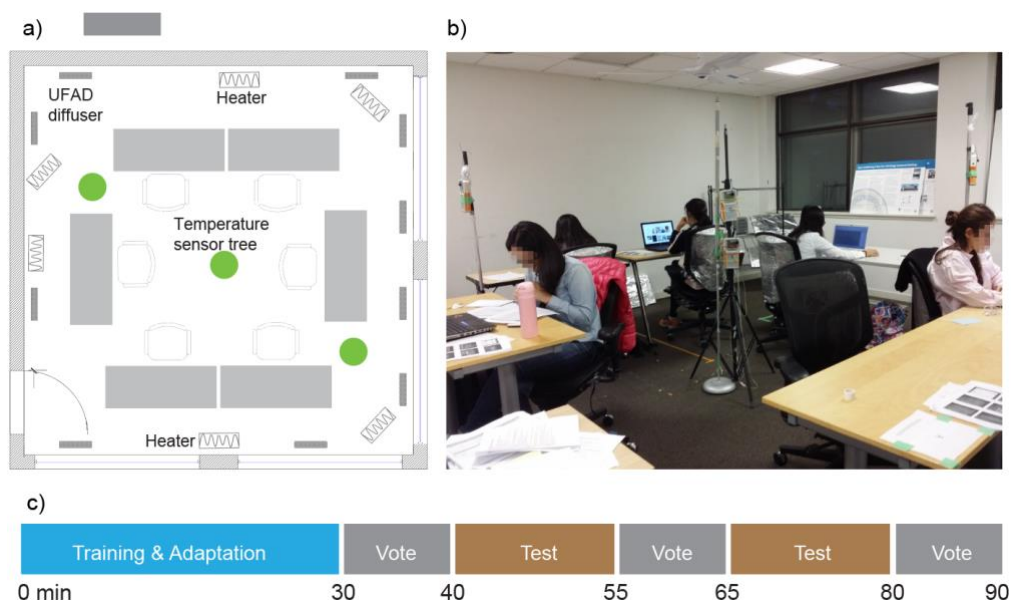 a)
UFAD
diffuser
Heater
Temperature
sensor tree
Heater
b)
c)
Training & Adaptation
Vote
Test
Vote
Test
Vote
0 min
30
40
55
65
80
90